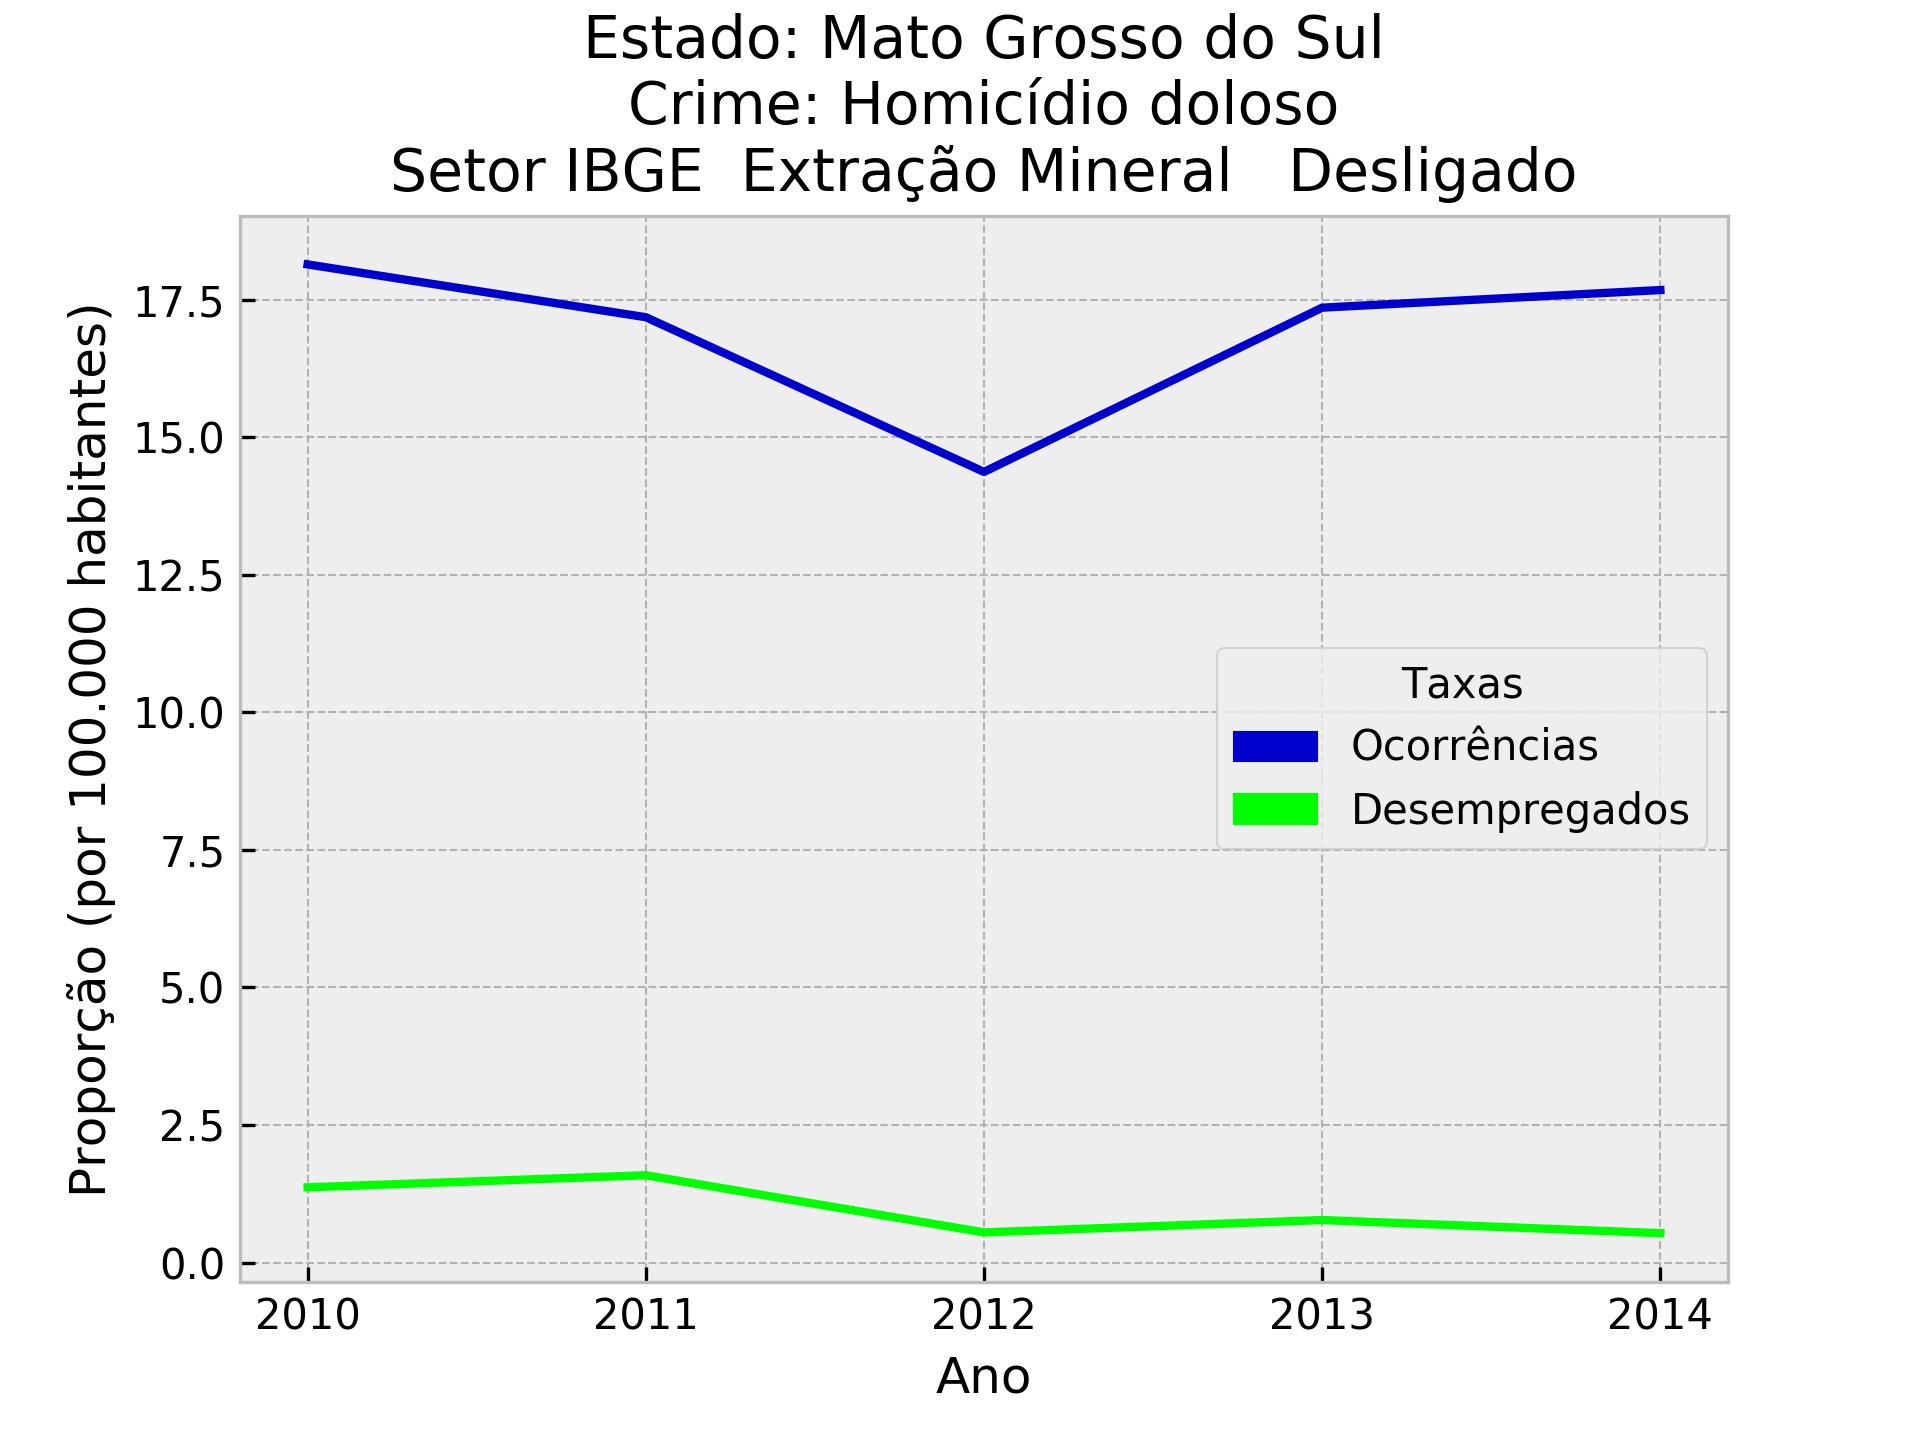 Estado: Mato Grosso do Sul
Crime: Homicídio doloso
Setor IBGE  Extração Mineral   Desligado
Proporção (por 100.000 habitantes)
17.5
15.0
12.5
10.0
7.5
5.0
2.5
0.0
Taxas
Ocorrências
Desempregados
2010 2011 2012 2013 2014
Ano